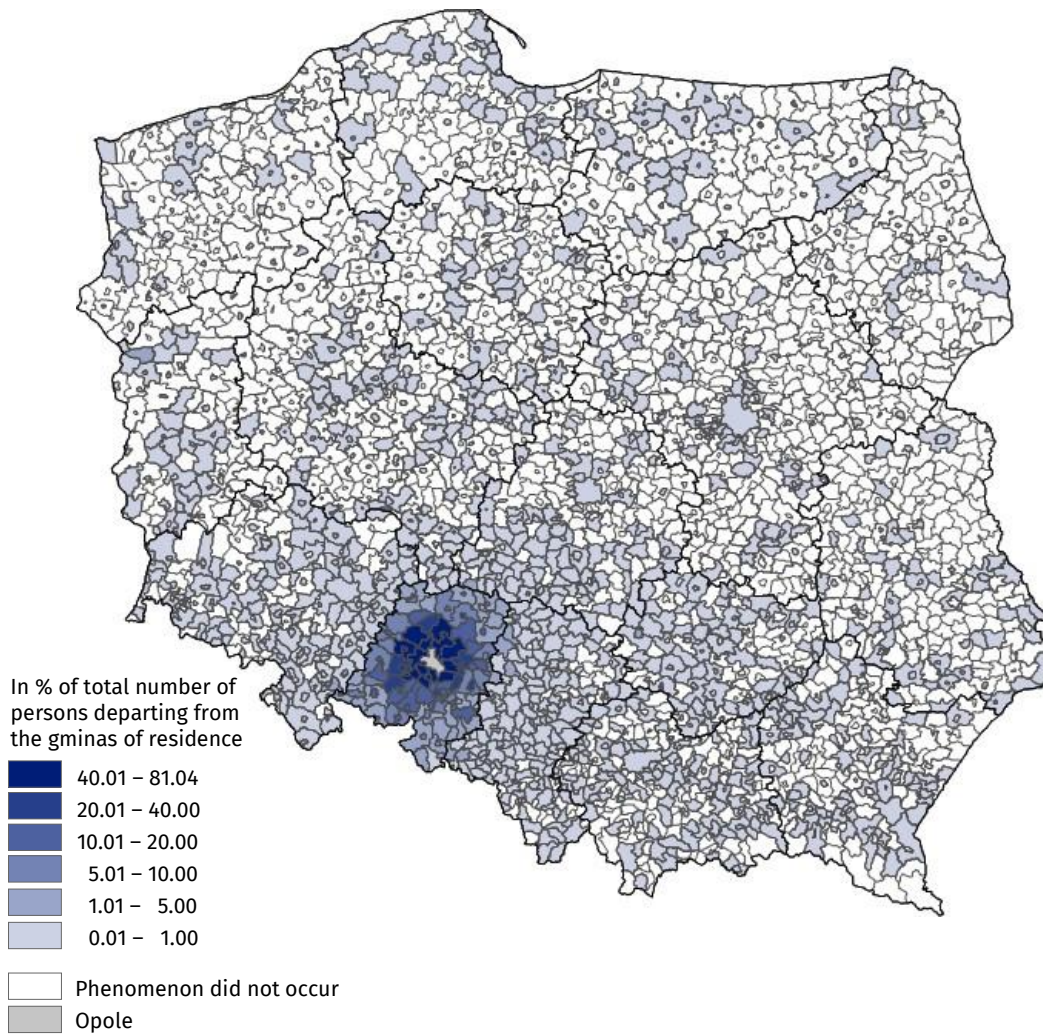 In % of total number of
persons departing from
the gminas of residence
40.01 – 81.04
20.01 – 40.00
10.01 – 20.00
5.01 – 10.00
1.01 – 5.00
0.01 – 1.00
Phenomenon did not occur
Opole